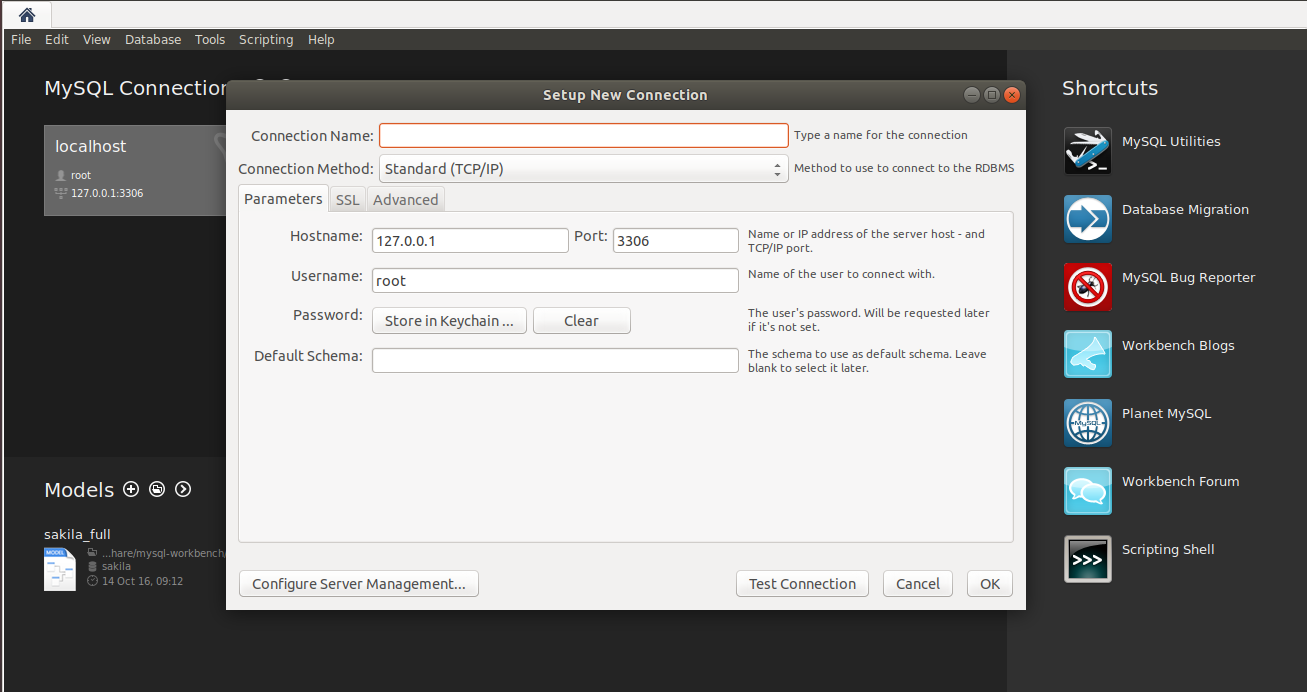 File Edit View Database Tools Scripting Help
MySQL Connection
localhost
root
127.0.0.1:3306
Setup New Connection
Connection Name: Type a name for the connection
Connection Method: Standard (TCP/IP) Method to use to connect to the RDBMS
Parameters SSL Advanced
Hostname: 127.0.0.1 Port: 3306 Name or IP address of the server host - and
TCP/IP port.
Username: root Name of the user to connect with.
Password: Store in Keychain ... Clear The user's password. Will be requested later
if it's not set.
Default Schema: The schema to use as default schema. Leave
blank to select it later.
Configure Server Management... Test Connection Cancel OK
Models
sakila_full
MODEL
...hare/mysql-workbench/
sakila
14 Oct 16, 09:12
Shortcuts
MySQL Utilities
Database Migration
MySQL Bug Reporter
Workbench Blogs
MySQL
Planet MySQL
Workbench Forum
>>>
Scripting Shell